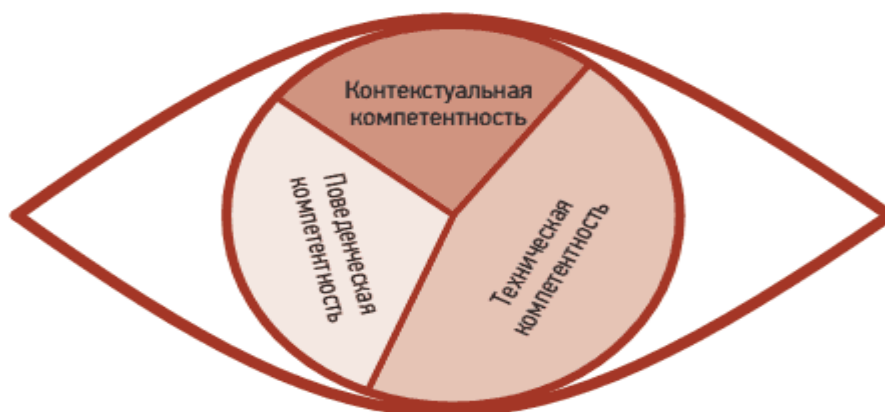 Контекстуальная
компетентность
Поведенческая
компетентность
Техническая
компетентность